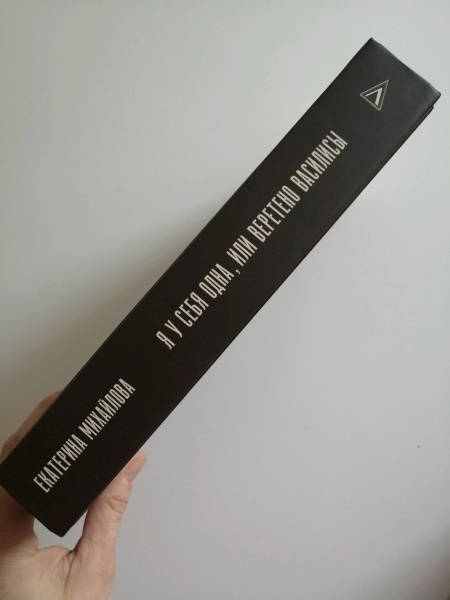 ЕКАТЕРИНА МИХАЙЛОВА
Я У СЕБЯ ОДНА, ИЛИ ВЕРЕТЕНО ВАСИЛИСЫ